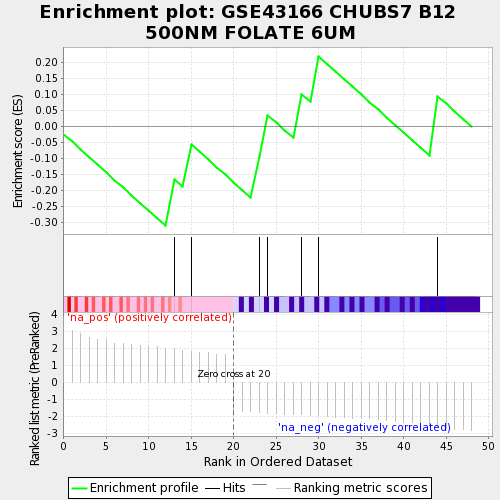 Enrichment plot: GSE43166 CHUBS7 B12
500NM FOLATE 6UM
Enrichment score (ES)
0.20
0.15
0.10
0.05
0.00
-0.05
-0.10
-0.15
-0.20
-0.25
-0.30
Ranked list metric (PreRanked)
4
3
2
1
0
-1
-2
-3
'na_pos' (positively correlated)
Zero cross at 20
'na_neg' (negatively correlated)
0 5 10 15 20 25 30 35 40 45 50
Rank in Ordered Dataset
Enrichment profile Hits Ranking metric scores